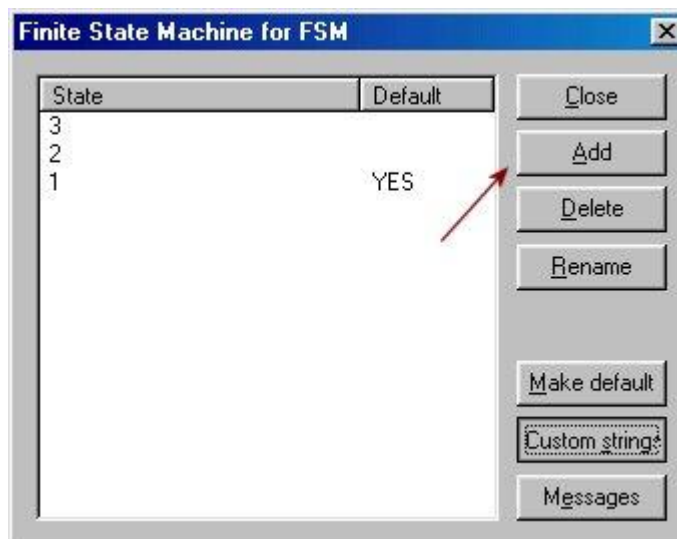 Finite State Machine for FSM
State Default
3
2
1 YES
Close
Add
Delete
Rename
Make default
Custom strings
Messages